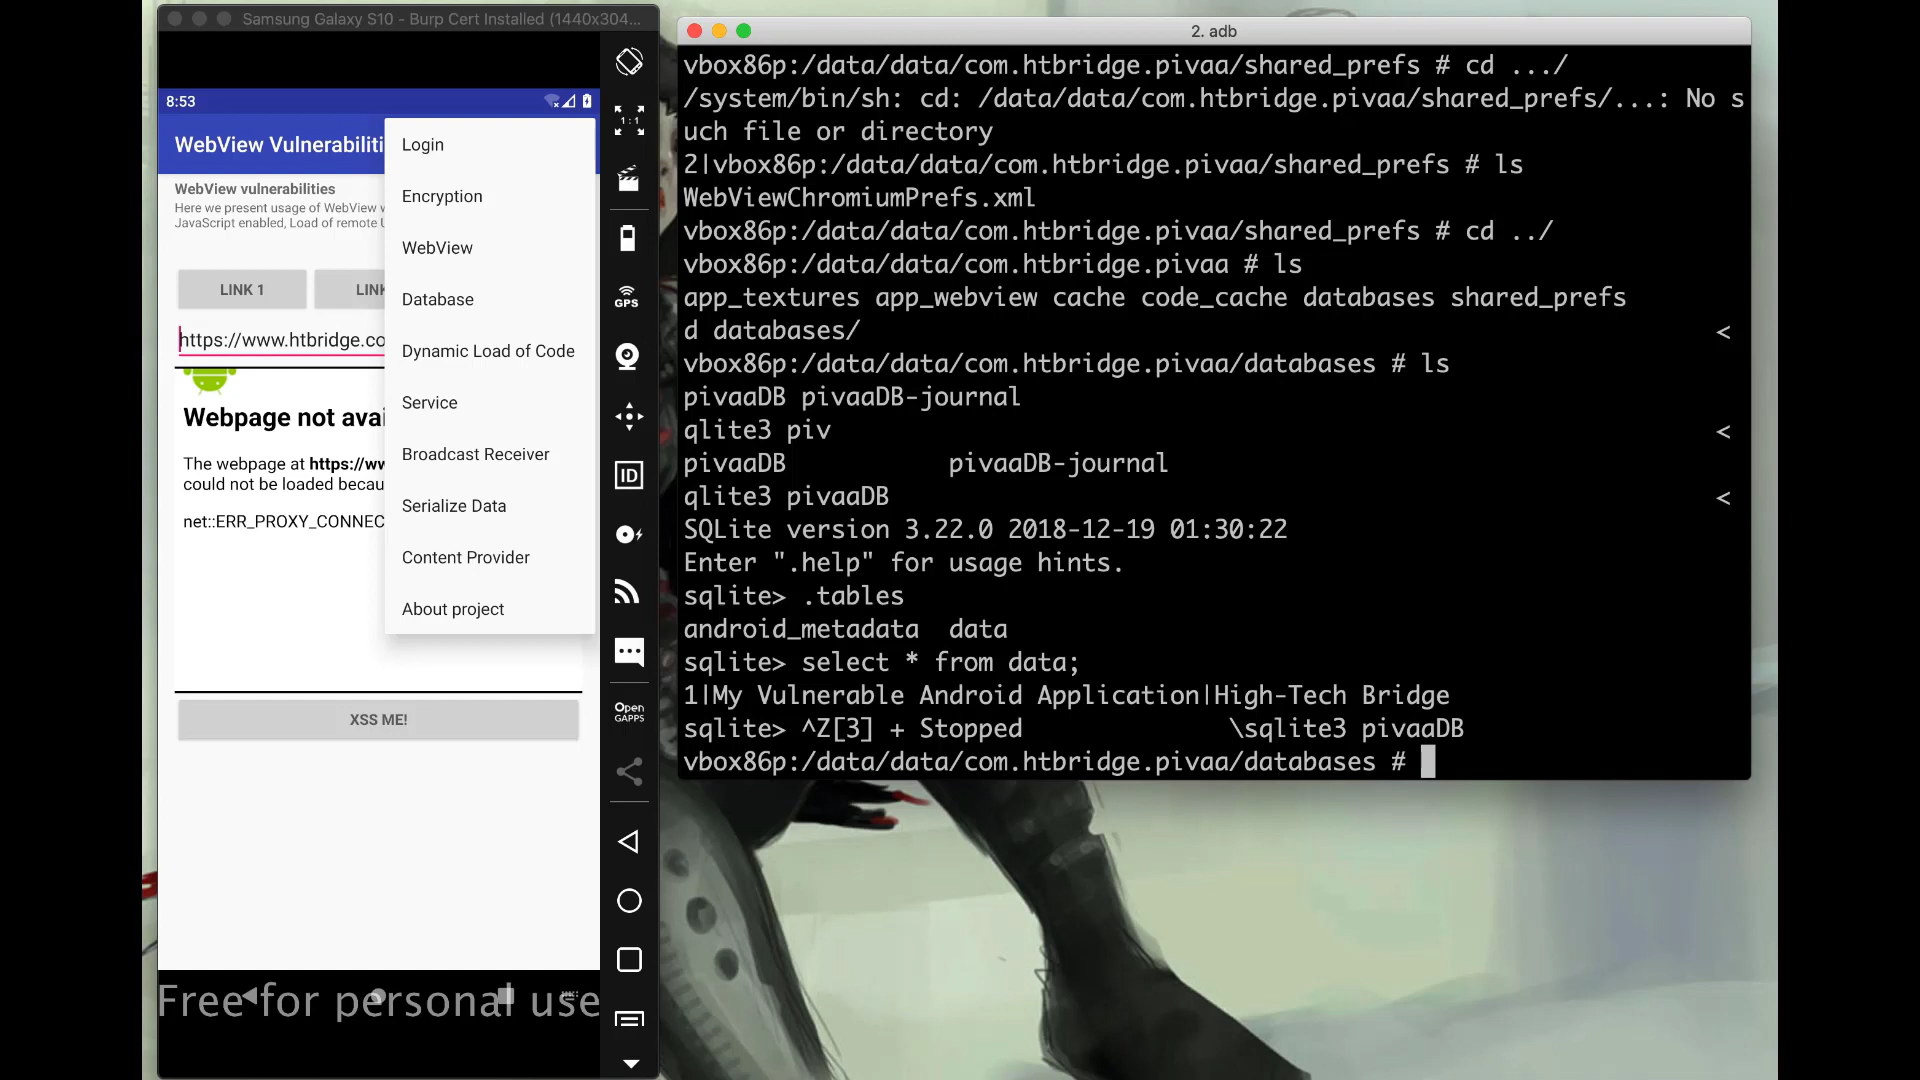 Samsung Galaxy S10 - Burp Cert Installed (1440x304...
8:53
WebView Vulnerabiliti
WebView vulnerabilities
Here we present usage of WebView w
JavaScript enabled, Load of remote U
LINK 1
LINK
https://www.htbridge.co
Webpage not avai
The webpage at https://ww
could not be loaded becau
net::ERR_PROXY_CONNEC
XSS ME!
Login
Encryption
WebView
Database
Dynamic Load of Code
Service
Broadcast Receiver
Serialize Data
Content Provider
About project
Free for personal use
1:1
GPS
ID
Open
GAPPS
2. adb
vbox86p:/data/data/com.htbridge.pivaa/shared_prefs # cd .../
/system/bin/sh: cd: /data/data/com.htbridge.pivaa/shared_prefs/...: No s
uch file or directory
2|vbox86p:/data/data/com.htbridge.pivaa/shared_prefs # ls
WebViewChromiumPrefs.xml
vbox86p:/data/data/com.htbridge.pivaa/shared_prefs # cd ../
vbox86p:/data/data/com.htbridge.pivaa # ls
app_textures app_webview cache code_cache databases shared_prefs
d databases/ <
vbox86p:/data/data/com.htbridge.pivaa/databases # ls
pivaaDB pivaaDB-journal
qlite3 piv <
pivaaDB pivaaDB-journal
qlite3 pivaaDB <
SQLite version 3.22.0 2018-12-19 01:30:22
Enter ".help" for usage hints.
sqlite> .tables
android_metadata data
sqlite> select * from data;
1|My Vulnerable Android Application|High-Tech Bridge
sqlite> ^Z[3] + Stopped \sqlite3 pivaaDB
vbox86p:/data/data/com.htbridge.pivaa/databases #